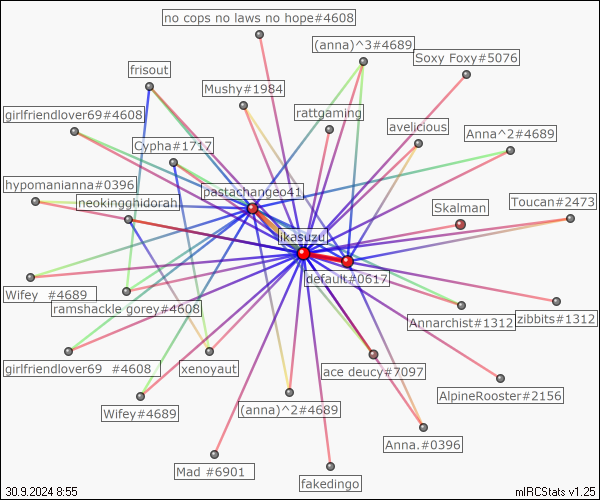 no cops no laws no hope#4608
(anna)^3#4689
Soxy Foxy#5076
frisout
Mushy#1984
girlfriendlover69#4608
rattgaming
avelicious
Anna^2#4689
Cypha#1717
hypomanianna#0396
pastachangeo41
neokingghidorah
Skalman
Toucan#2473
ikasuzu
default#0617
Wifey #4689
ramshackle gorey#4608
Annarchist#1312
zibbits#1312
girlfriendlover69 #4608
xenoyaut
ace deucy#7097
AlpineRooster#2156
Wifey#4689
(anna)^2#4689
Anna.#0396
Mad #6901
fakedingo
30.9.2024 8:55
mIRCStats v1.25